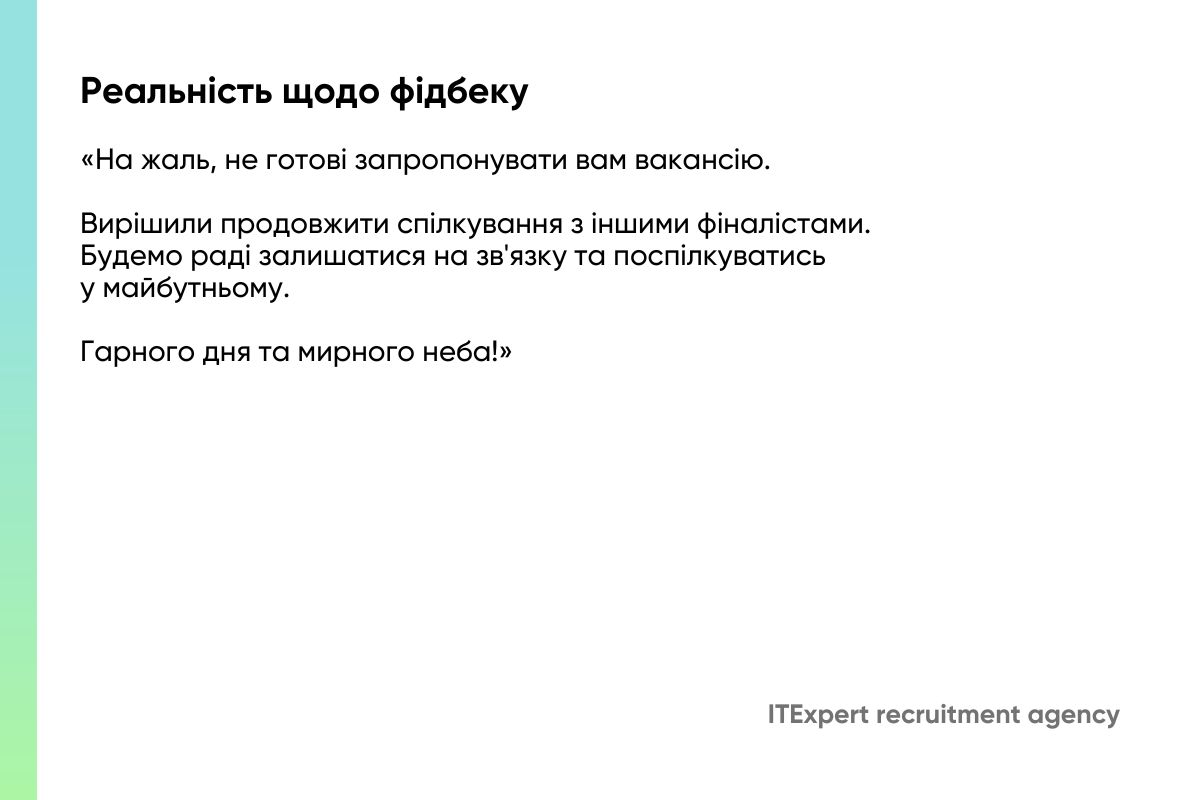 Реальність щодо фідбеку
«На жаль, не готові запропонувати вам вакансію.
Вирішили продовжити спілкування з іншими фіналістами.
Будемо раді залишатися на зв'язку та поспілкуватись
у майбутньому.
Гарного дня та мирного неба!»
ITExpert recruitment agency